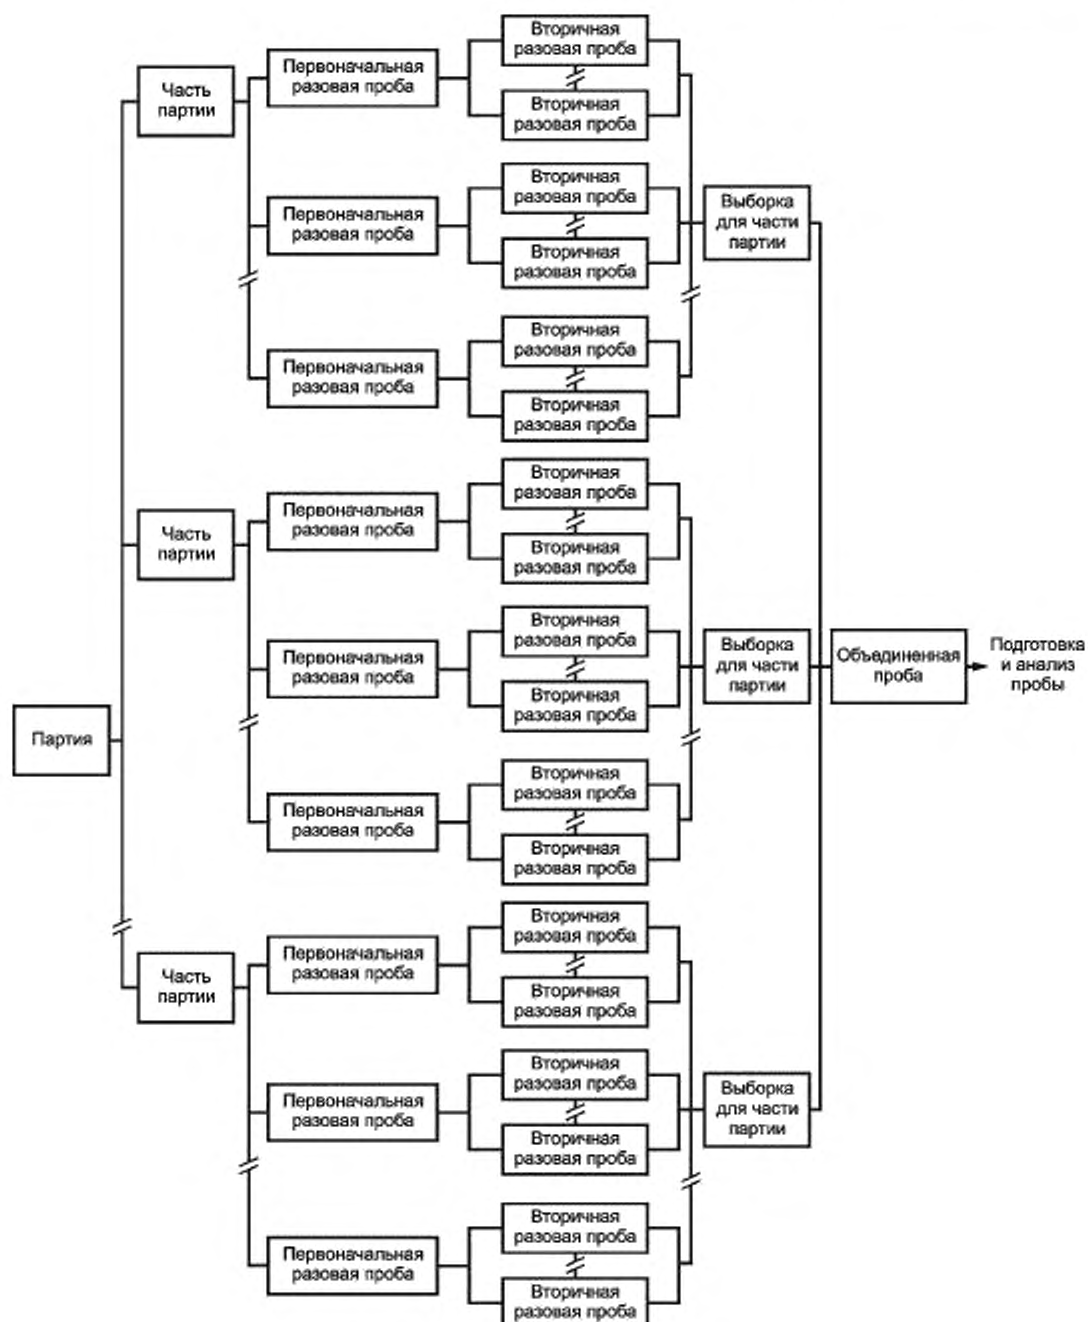 Вторичная
разовая проба
Первоначальная
разовая проба
Часть
партии
Вторичная
разовая проба
Вторичная
разовая проба
Первоначальная
разовая проба
Выборка
для части
партии
Вторичная
разовая проба
Вторичная
разовая проба
Первоначальная
разовая проба
Вторичная
разовая проба
Вторичная
разовая проба
Первоначальная
разовая проба
Часть
партии
Вторичная
разовая проба
Вторичная
разовая проба
Первоначальная
разовая проба
Выборка
для части
партии
Объединенная
проба
Подготовка
и анализ
пробы
Вторичная
разовая проба
Партия
Вторичная
разовая проба
Первоначальная
разовая проба
Вторичная
разовая проба
Вторичная
разовая проба
Первоначальная
разовая проба
Часть
партии
Вторичная
разовая проба
Вторичная
разовая проба
Первоначальная
разовая проба
Выборка
для части
партии
Вторичная
разовая проба
Вторичная
разовая проба
Первоначальная
разовая проба
Вторичная
разовая проба